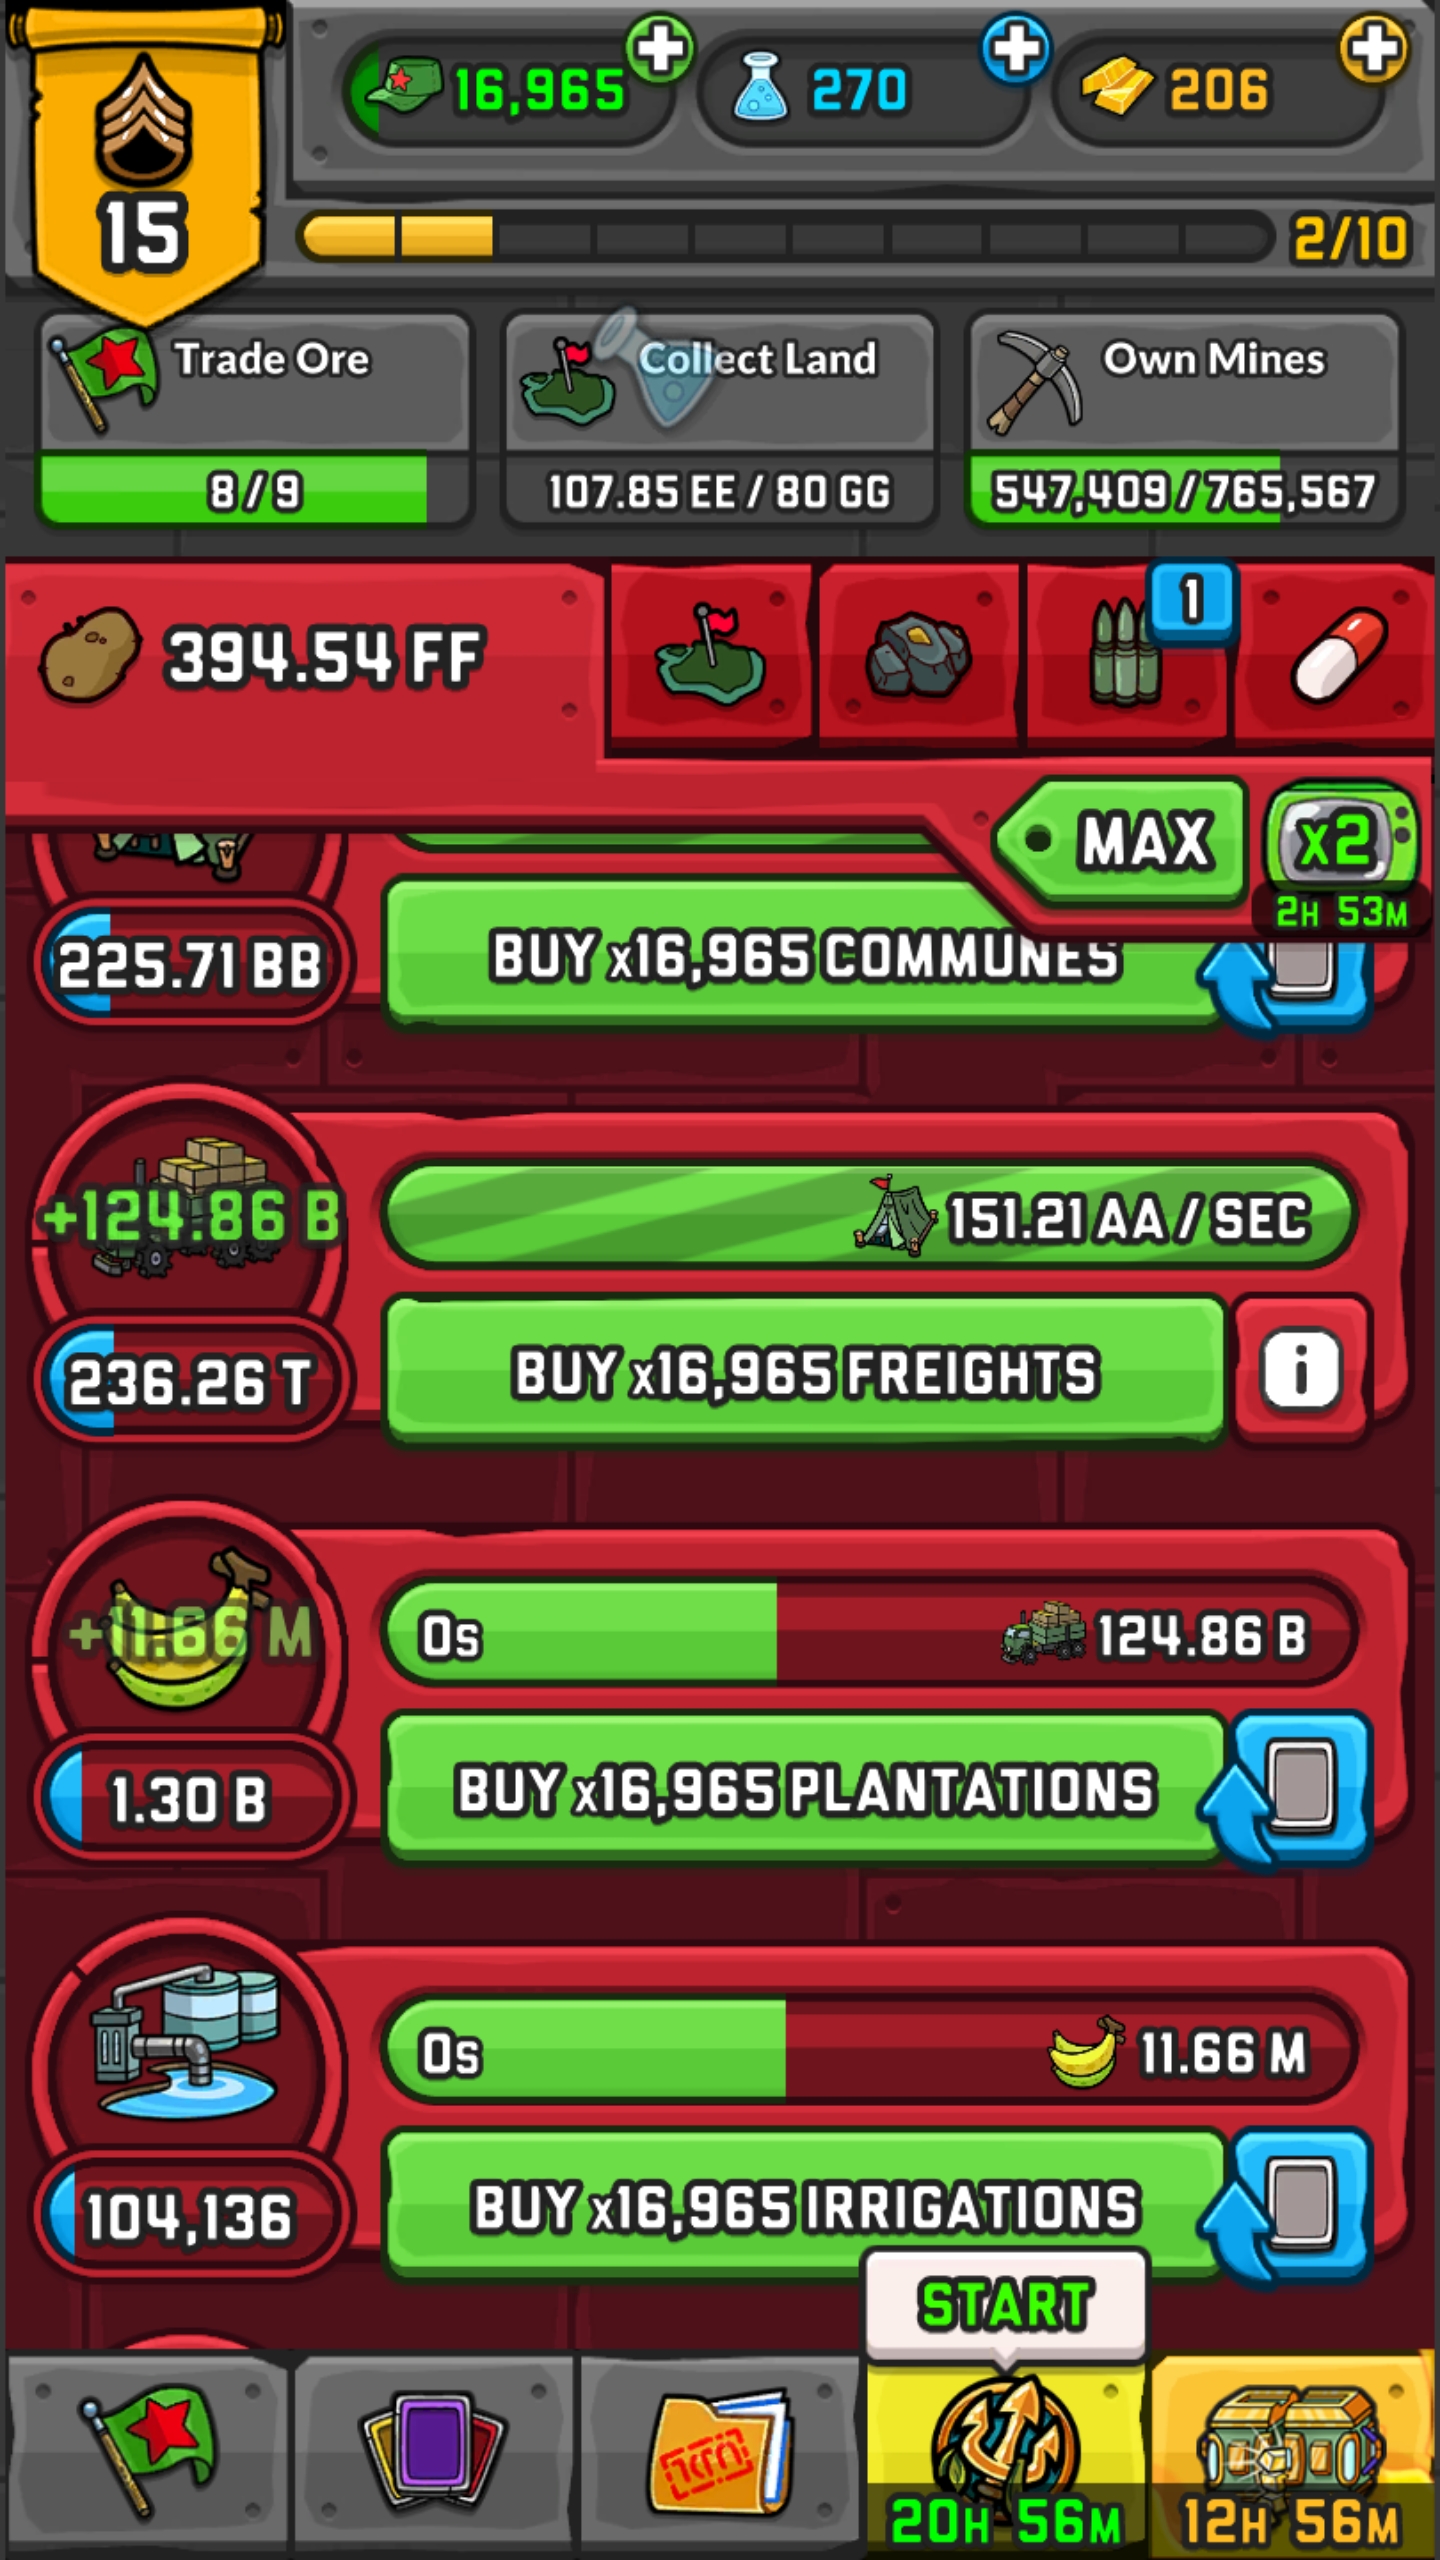 16,965
270
206
15
2/10
Trade Ore
8/9
Collect Land
107.85 EE / 80 GG
Own Mines
547,409/765,567
394.54 FF
1
MAX
x2
2H 53M
225.71 BB
BUY x16,965 COMMUNES
+124.86 B
151.21 AA / SEC
236.26 T
BUY x16,965 FREIGHTS
i
+11.66 M
0s
124.86 B
1.30 B
BUY x16,965 PLANTATIONS
0s
11.66 M
104,136
BUY x16,965 IRRIGATIONS
START
20H 56M
12H 56M